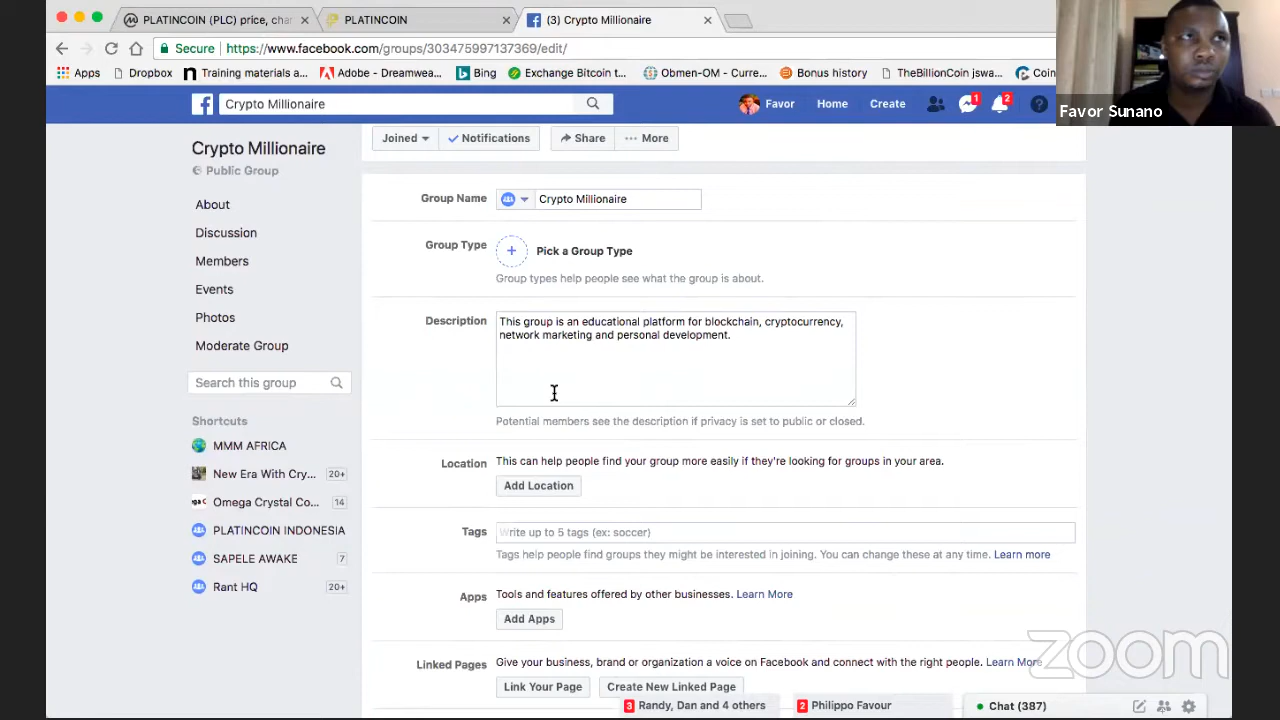 PLATINCOIN (PLC) price, char
PLATINCOIN
(3) Crypto Millionaire
Secure https://www.facebook.com/groups/303475997137369/edit/
Apps Dropbox Training materials a... Adobe - Dreamwea... Bing Exchange Bitcoin t... Obmen-OM - Curre... Bonus history TheBillionCoin jswa... Coin
Favor Sunano
Crypto Millionaire
Favor Home Create 1 2
Crypto Millionaire
Public Group
About
Discussion
Members
Events
Photos
Moderate Group
Search this group
Shortcuts
MMM AFRICA
New Era With Cry... 20+
Omega Crystal Co... 14
PLATINCOIN INDONESIA
SAPELE AWAKE 7
Rant HQ 20+
Joined Notifications Share ... More
Group Name Crypto Millionaire
Group Type Pick a Group Type
Group types help people see what the group is about.
Description This group is an educational platform for blockchain, cryptocurrency,
network marketing and personal development.
Potential members see the description if privacy is set to public or closed.
Location This can help people find your group more easily if they're looking for groups in your area.
Add Location
Tags Write up to 5 tags (ex: soccer)
Tags help people find groups they might be interested in joining. You can change these at any time. Learn more
Apps Tools and features offered by other businesses. Learn More
Add Apps
Linked Pages Give your business, brand or organization a voice on Facebook and connect with the right people. Learn More
Link Your Page Create New Linked Page
3 Randy, Dan and 4 others 2 Philippo Favour Chat (387)
zoom